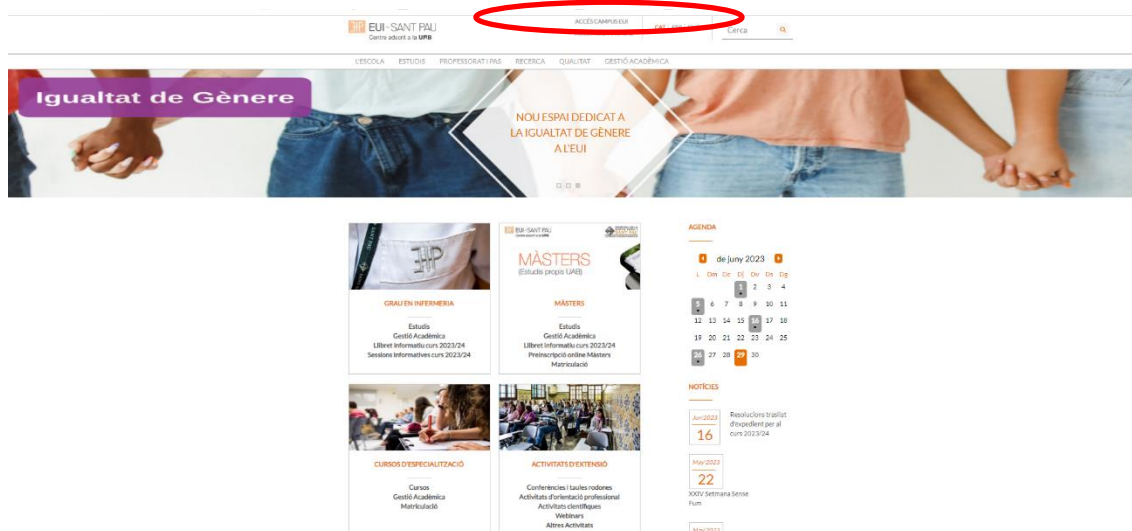 EUI-SANT PAU
Centre adscrit a la UAB
ACCÉS CAMPUS EUI
Cerca
L'ESCOLA ESTUDIS PROFESSORAT I PAS RECERCA QUALITAT GESTIÓ ACADÈMICA
Igualtat de Gènere
NOU ESPAI DEDICAT A
LA IGUALTAT DE GÈNERE
A L'EUI
EUI-SANT PAU
MÀSTERS
(Estudis propis UAB)
GRAU EN INFERMERIA
Estudis
Gestió Acadèmica
Llibret Informatiu curs 2023/24
Sessions informatives curs 2023/24
MÀSTERS
Estudis
Gestió Acadèmica
Llibret Informatiu curs 2023/24
Preinscripció online Màsters
Matriculació
CURSOS D'ESPECIALITZACIÓ
Cursos
Gestió Acadèmica
Matriculació
ACTIVITATS D'EXTENSIÓ
Conferències i taules rodones
Activitats d'orientació professional
Activitats científiques
Webinars
Altres Activitats
AGENDA
de juny 2023
L Dm Dc Dj Dv Ds Dg
1 2 3 4
5 6 7 8 9 10 11
12 13 14 15 16 17 18
19 20 21 22 23 24 25
26 27 28 29 30
NOTÍCIES
Jun/2023
16
Resolucions trasllat
d'expedient per al
curs 2023/24
May/2023
22
XXIV Setmana Sense
Fum
May/2023